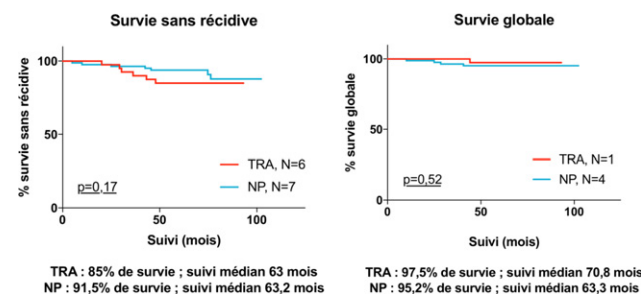 Survie sans récidive
% survie sans récidive
100
50
0
p=0,17
TRA, N=6
NP, N=7
0
50
100
Suivi (mois)
TRA : 85% de survie ; suivi médian 63 mois
NP : 91,5% de survie ; suivi médian 63,2 mois
Survie globale
% survie globale
100
50
0
p=0,52
TRA, N=1
NP, N=4
0
50
100
Suivi (mois)
TRA : 97,5% de survie ; suivi médian 70,8 mois
NP : 95,2% de survie ; suivi médian 63,3 mois